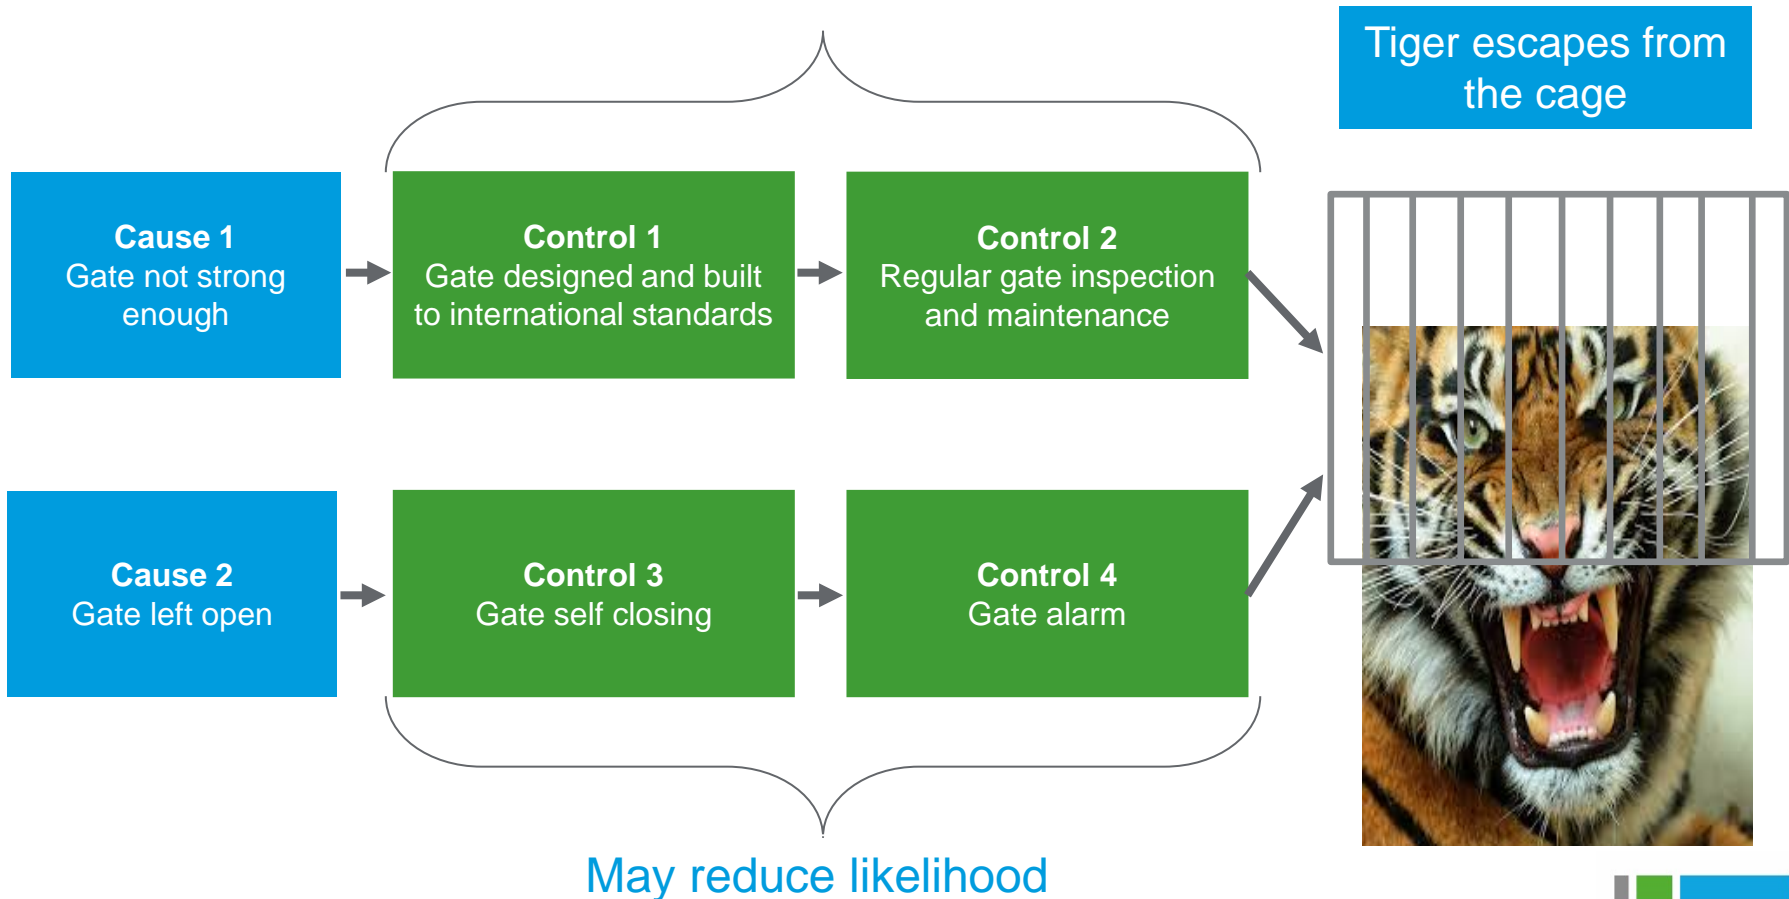 Tiger escapes from
the cage
Cause 1
Gate not strong
enough
Control 1
Gate designed and built
to international standards
Control 2
Regular gate inspection
and maintenance
Cause 2
Gate left open
Control 3
Gate self closing
Control 4
Gate alarm
May reduce likelihood